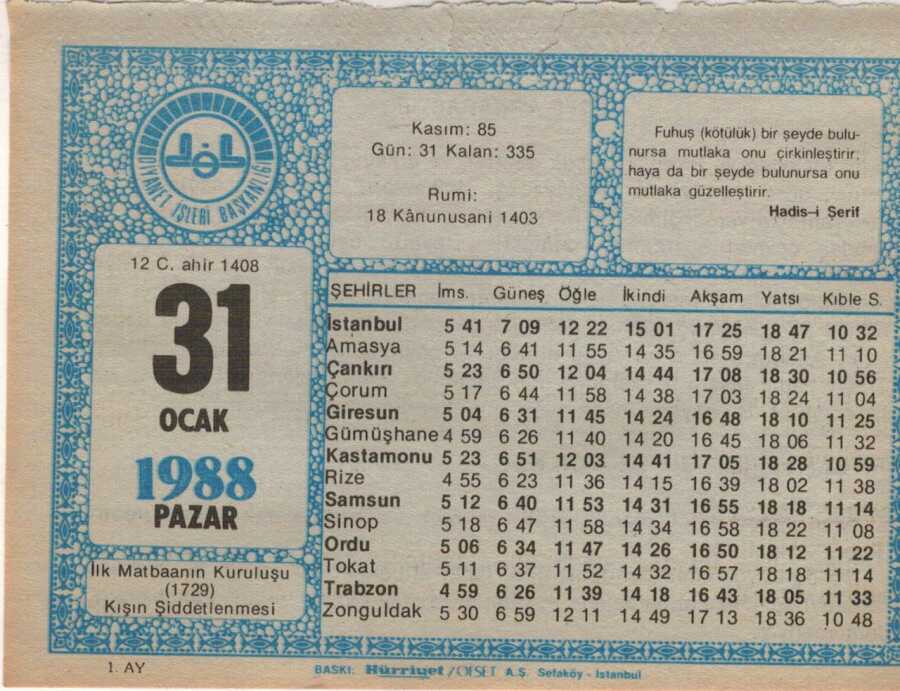 DİYANET İŞLERİ BAŞKANLIĞI
Kasım: 85
Gün: 31 Kalan: 335
Rumi:
18 Kânunusani 1403
Fuhuş (kötülük) bir şeyde bulu-
nursa mutlaka onu çirkinleştirir;
haya da bir şeyde bulunursa onu
mutlaka güzelleştirir.
Hadis-i Şerif
12 C. ahir 1408
31
OCAK
1988
PAZAR
İlk Matbaanın Kuruluşu
(1729)
Kışın Şiddetlenmesi
ŞEHİRLER İms. Güneş Öğle İkindi Akşam Yatsı Kıble S.
İstanbul 5 41 7 09 12 22 15 01 17 25 18 47 10 32
Amasya 5 14 6 41 11 55 14 35 16 59 18 21 11 10
Çankırı 5 23 6 50 12 04 14 44 17 08 18 30 10 56
Çorum 5 17 6 44 11 58 14 38 17 03 18 24 11 04
Giresun 5 04 6 31 11 45 14 24 16 48 18 10 11 25
Gümüşhane 4 59 6 26 11 40 14 20 16 45 18 06 11 32
Kastamonu 5 23 6 51 12 03 14 41 17 05 18 28 10 59
Rize 4 55 6 23 11 36 14 15 16 39 18 02 11 38
Samsun 5 12 6 40 11 53 14 31 16 55 18 18 11 14
Sinop 5 18 6 47 11 58 14 34 16 58 18 22 11 08
Ordu 5 06 6 34 11 47 14 26 16 50 18 12 11 22
Tokat 5 11 6 37 11 52 14 32 16 57 18 18 11 14
Trabzon 4 59 6 26 11 39 14 18 16 43 18 05 11 33
Zonguldak 5 30 6 59 12 11 14 49 17 13 18 36 10 48
1. AY
BASKI: Hürriyet/OFSET A.Ş. Sefaköy - İstanbul